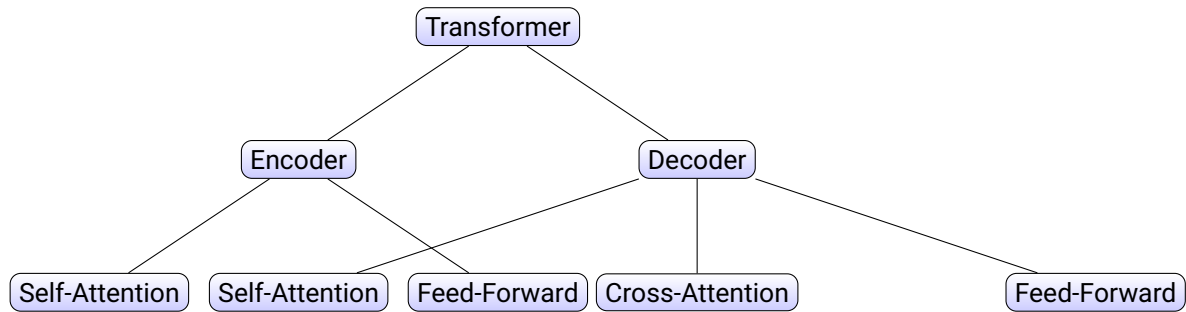 Transformer
Encoder
Decoder
Self-Attention
Self-Attention
Feed-Forward
Cross-Attention
Feed-Forward